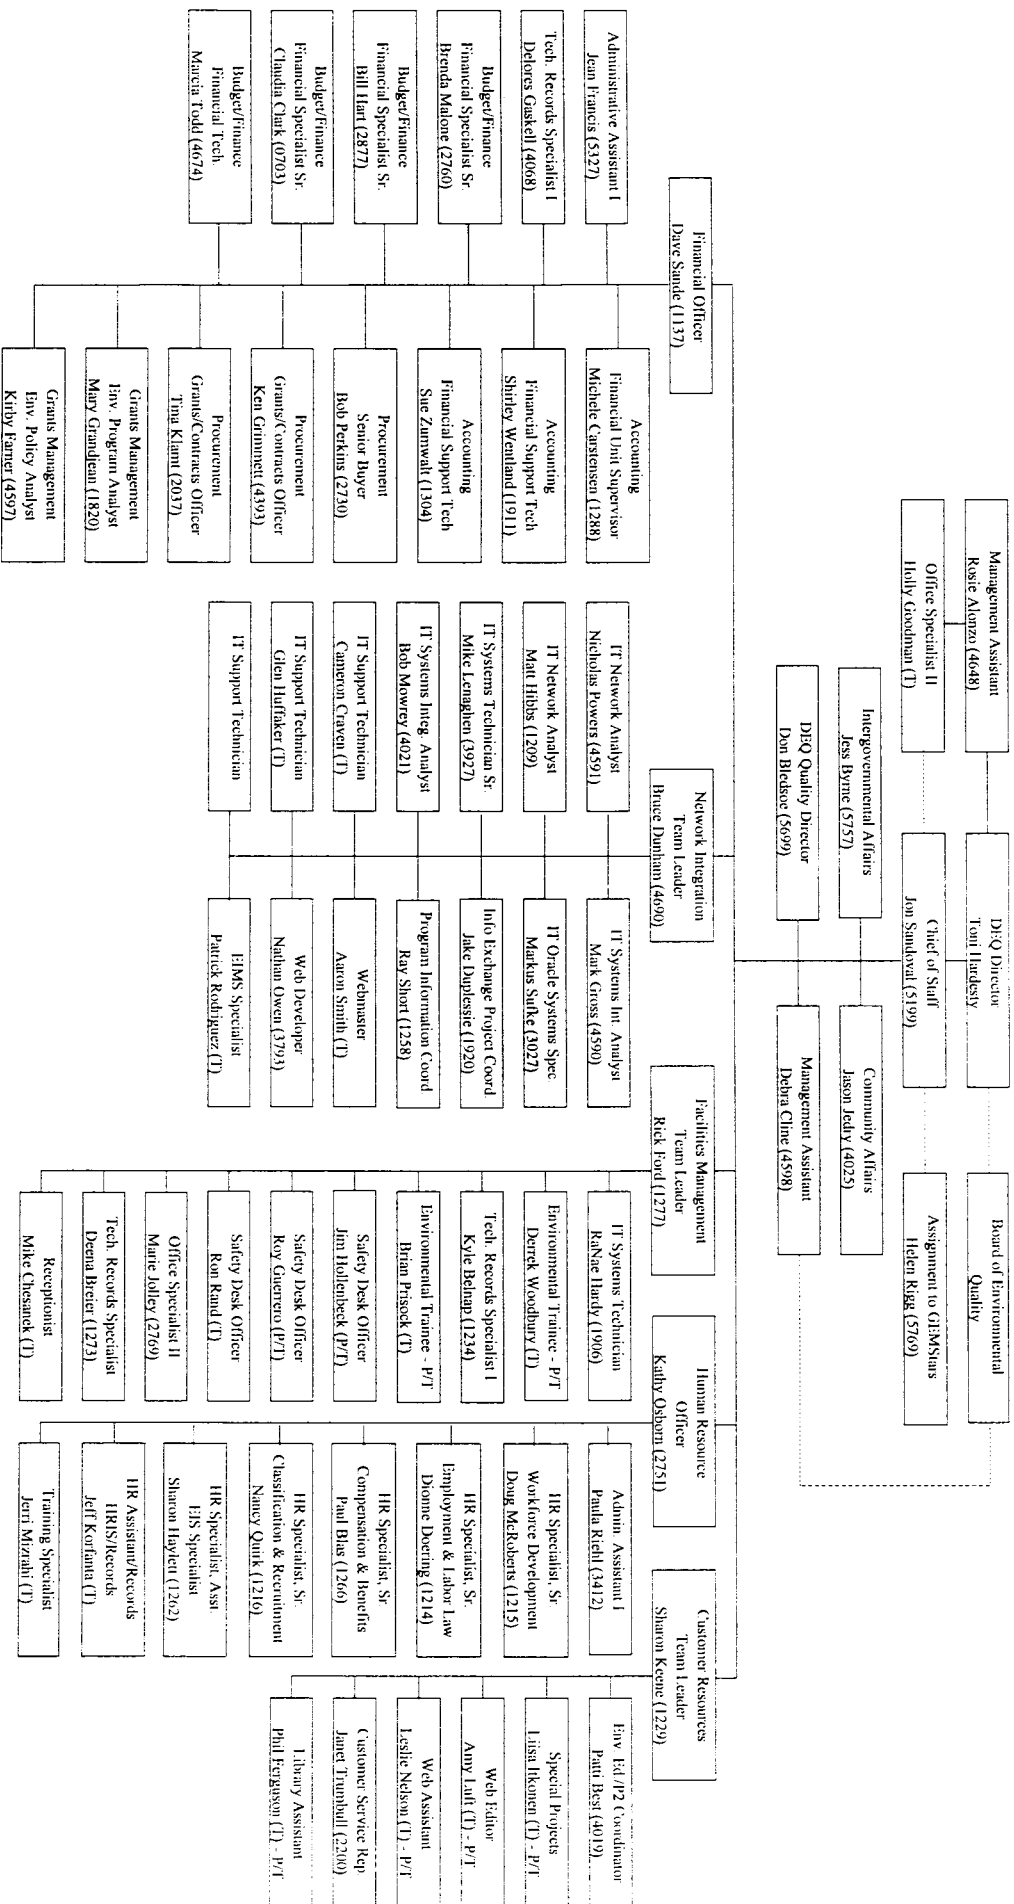 Management Assistant
Rosie Alonzo (4648)
DEQ Director
Toni Hardesty
Board of Environmental
Quality
Office Specialist II
Holly Goodman (T)
Chief of Staff
Jon Sandoval (5199)
Assignment to GEMStars
Helen Rigg (5769)
Intergovernmental Affairs
Jess Byrne (5757)
Community Affairs
Jason Jedry (4025)
DEQ Quality Director
Don Bledsoe (5699)
Management Assistant
Debra Cline (4598)
Financial Officer
Dave Sande (1137)
Administrative Assistant I
Jean Francis (5327)
Tech. Records Specialist I
Delores Gaskell (4068)
Budget/Finance
Financial Specialist Sr.
Brenda Malone (2760)
Budget/Finance
Financial Specialist Sr.
Bill Hart (2877)
Budget/Finance
Financial Specialist Sr.
Claudia Clark (0703)
Budget/Finance
Financial Tech.
Marcia Todd (4674)
Accounting
Financial Unit Supervisor
Michele Carstensen (1288)
Accounting
Financial Support Tech
Shirley Wentland (1911)
Accounting
Financial Support Tech
Sue Zumwalt (1304)
Procurement
Senior Buyer
Bob Perkins (2730)
Procurement
Grants/Contracts Officer
Ken Grimmett (4393)
Procurement
Grants/Contracts Officer
Tina Klamt (2037)
Grants Management
Env. Program Analyst
Mary Grandjean (1820)
Grants Management
Env. Policy Analyst
Kirby Farner (4597)
Network Integration
Team Leader
Bruce Dunham (4690)
IT Network Analyst
Nicholas Powers (4591)
IT Network Analyst
Matt Hibbs (1209)
IT Systems Technician Sr.
Mike Lenaghen (3927)
IT Systems Integ. Analyst
Bob Mowrey (4021)
IT Support Technician
Cameron Craven (T)
IT Support Technician
Glen Huffaker (T)
IT Support Technician
IT Systems Int. Analyst
Mark Gross (4590)
IT Oracle Systems Spec.
Markus Sufke (3027)
Info Exchange Project Coord.
Jake Duplessie (1920)
Program Information Coord.
Ray Short (1258)
Webmaster
Aaron Smith (T)
Web Developer
Nathan Owen (3793)
EIMS Specialist
Patrick Rodriguez (T)
Facilities Management
Team Leader
Rick Ford (1277)
IT Systems Technician
RaNae Hardy (1906)
Environmental Trainee - P/T
Derrek Woodbury (T)
Tech. Records Specialist I
Kyle Belnap (1234)
Environmental Trainee - P/T
Brian Prisock (T)
Safety Desk Officer
Jim Hollenbeck (P/T)
Safety Desk Officer
Roy Guerrero (P/T)
Safety Desk Officer
Ron Rand (T)
Office Specialist II
Marie Jolley (2769)
Tech. Records Specialist
Deena Breier (1273)
Receptionist
Mike Chesanek (T)
Human Resource
Officer
Kathy Osborn (2751)
Admin. Assistant I
Paula Riehl (3412)
HR Specialist, Sr.
Workforce Development
Doug McRoberts (1215)
HR Specialist, Sr.
Employment & Labor Law
Dionne Doering (1214)
HR Specialist, Sr.
Compensation & Benefits
Paul Blas (1266)
HR Specialist, Sr.
Classification & Recruitment
Nancy Quirk (1216)
HR Specialist, Asst.
EIS Specialist
Sharon Haylett (1262)
HR Assistant/Records
HRIS/Records
Jeff Korfanta (T)
Training Specialist
Jerri Mizrahi (T)
Customer Resources
Team Leader
Sharon Keene (1229)
Env. Ed /P2 Coordinator
Patti Best (4019)
Special Projects
Liisa Itkonen (T) - P/T
Web Editor
Amy Luft (T) - P/T
Web Assistant
Leslie Nelson (T) - P/T
Customer Service Rep.
Janet Trumbull (2200)
Library Assistant
Phil Ferguson (T) - P/T